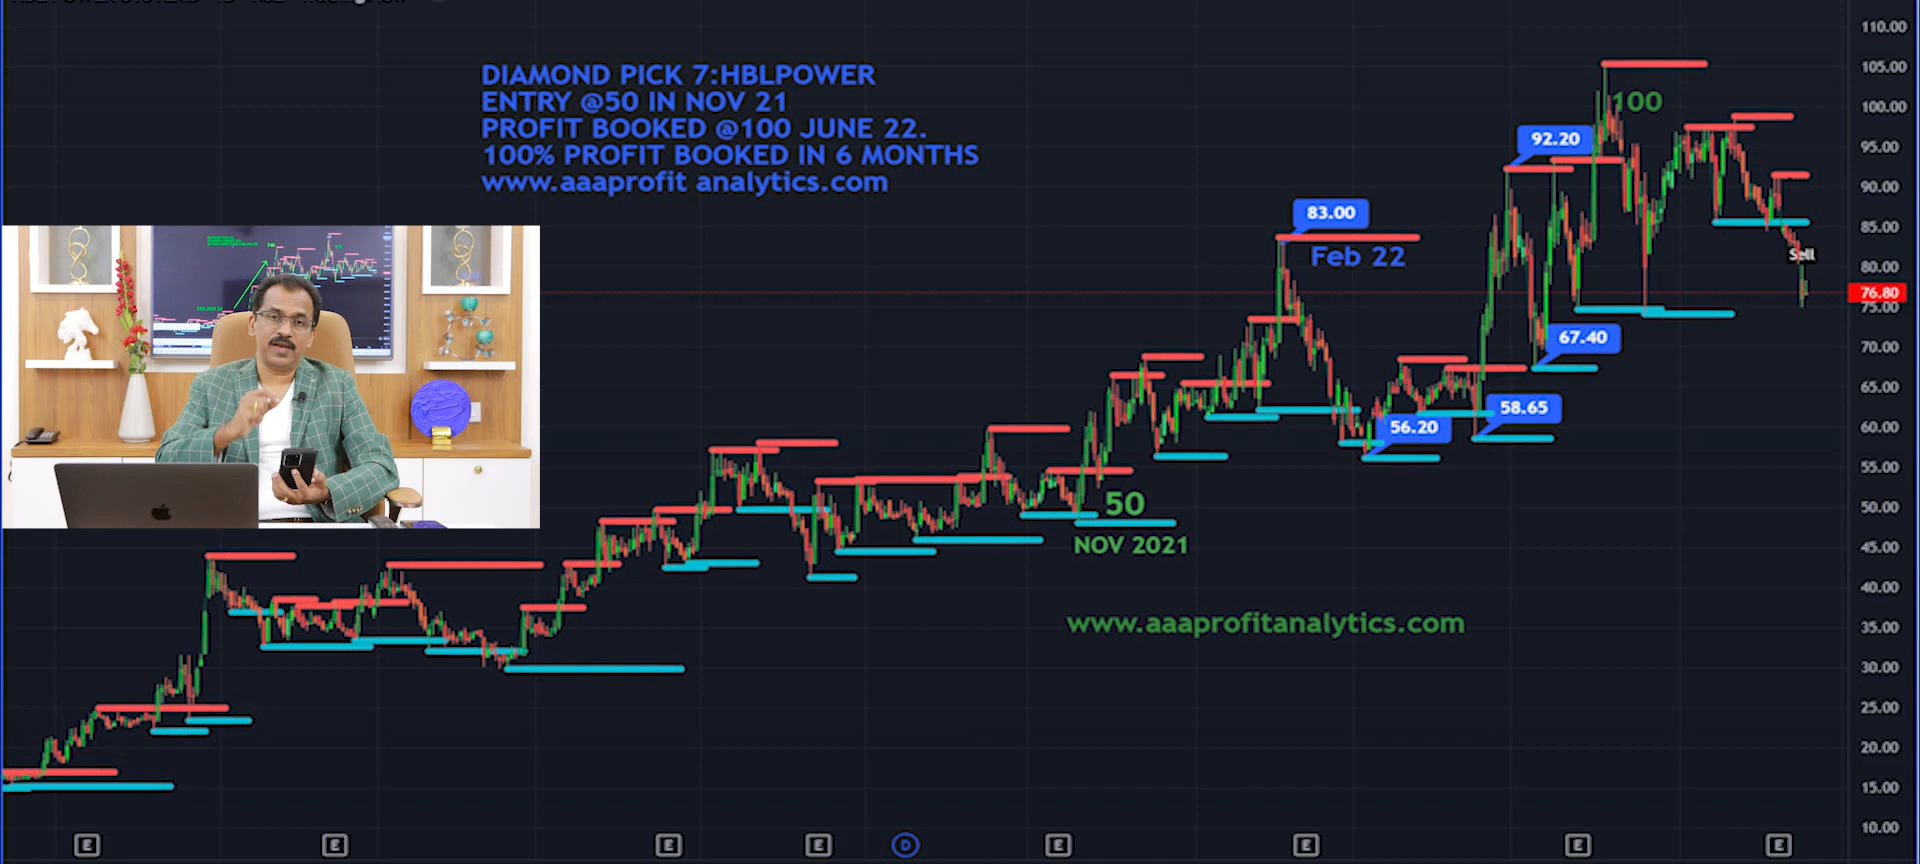 DIAMOND PICK 7:HBLPOWER
ENTRY @50 IN NOV 21
PROFIT BOOKED @100 JUNE 22.
100% PROFIT BOOKED IN 6 MONTHS
www.aaaprofit analytics.com
110.00
105.00
100.00
95.00
90.00
85.00
80.00
76.80
75.00
70.00
65.00
60.00
55.00
50.00
45.00
40.00
35.00
30.00
25.00
20.00
15.00
10.00
100
92.20
83.00
Feb 22
Sell
67.40
58.65
56.20
50
NOV 2021
www.aaaprofitanalytics.com
E
E
E
E
D
E
E
E
E